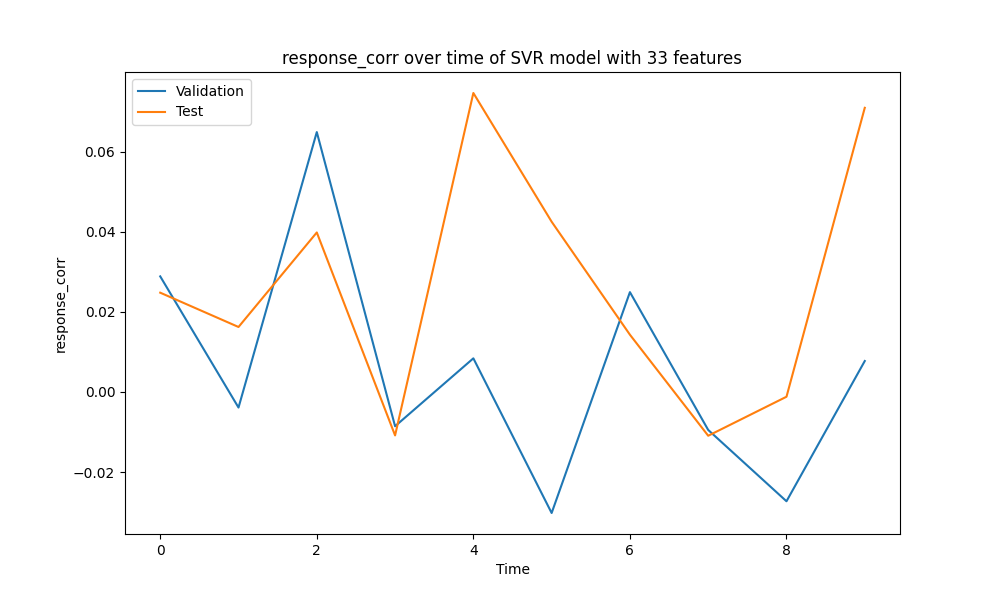 response_corr over time of SVR model with 33 features
Validation
Test
0.06
0.04
0.02
0.00
−0.02
response_corr
0
2
4
6
8
Time